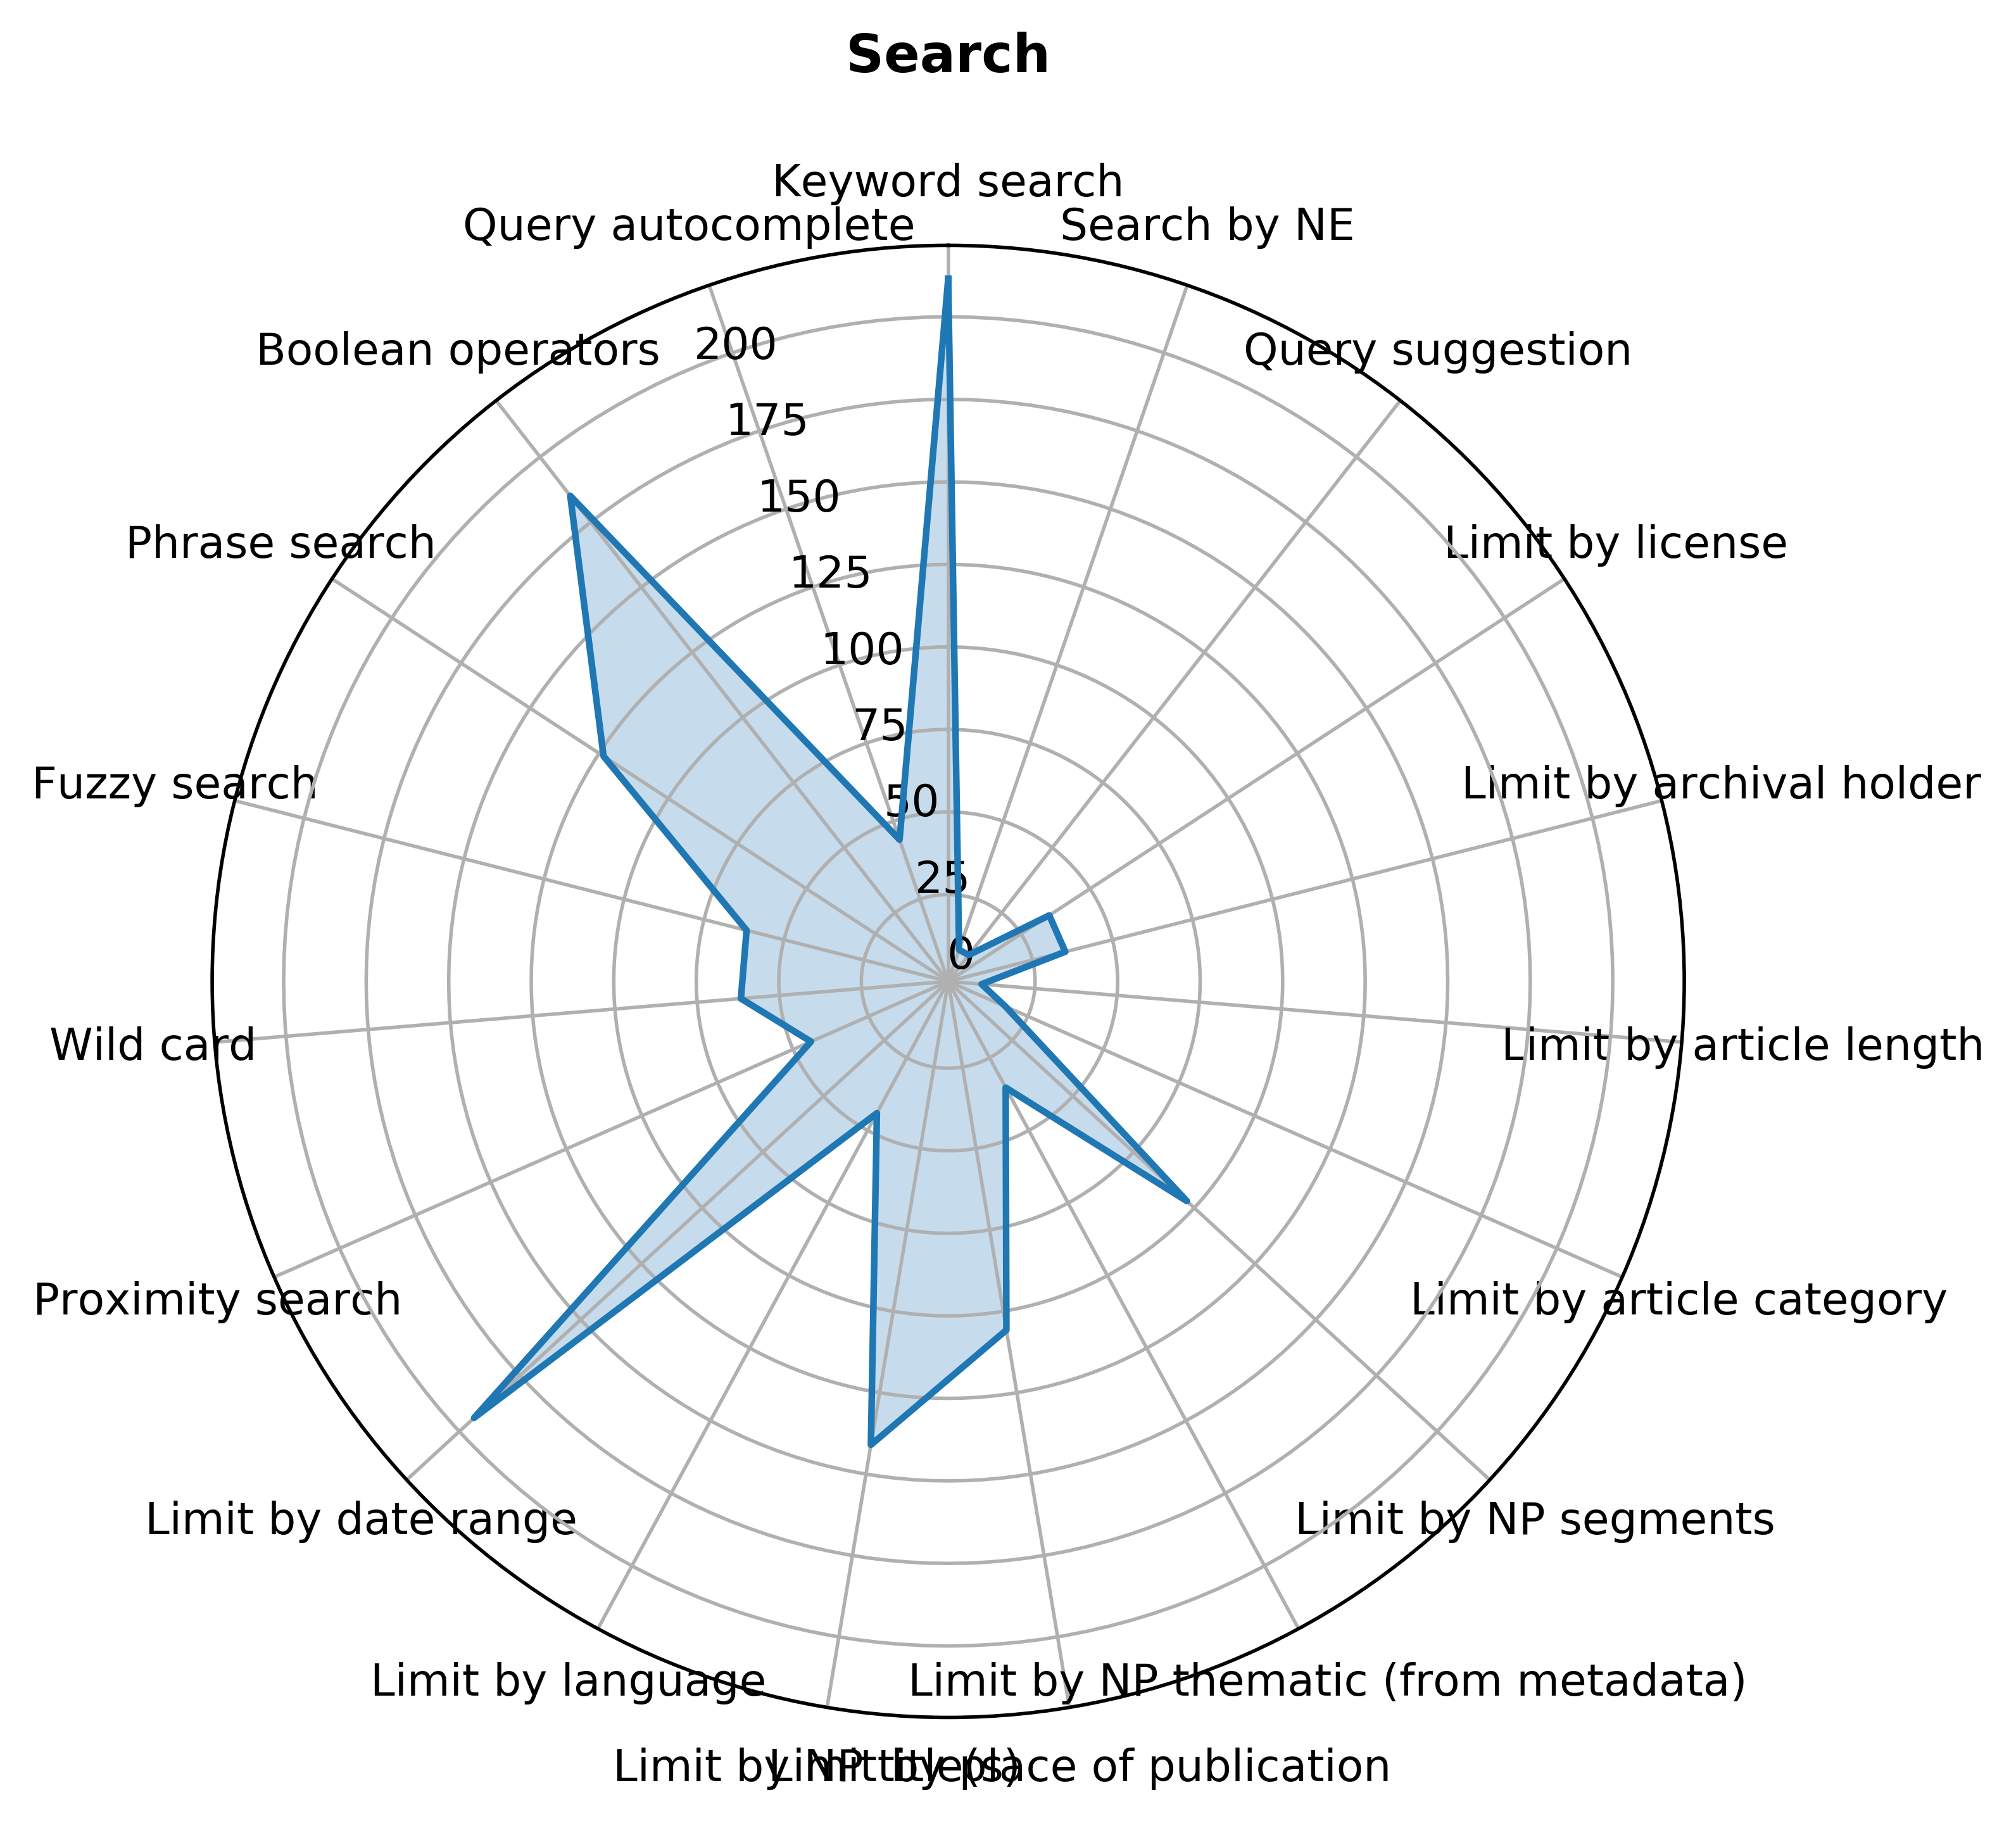 Search
Keyword search
Query autocomplete
Search by NE
Boolean operators
200
Query suggestion
175
150
Phrase search
Limit by license
125
100
75
Fuzzy search
50
Limit by archival holder
25
0
Wild card
Limit by article length
Proximity search
Limit by article category
Limit by date range
Limit by NP segments
Limit by language
Limit by NP thematic (from metadata)
Limit by NP title(s)
Limit by place of publication